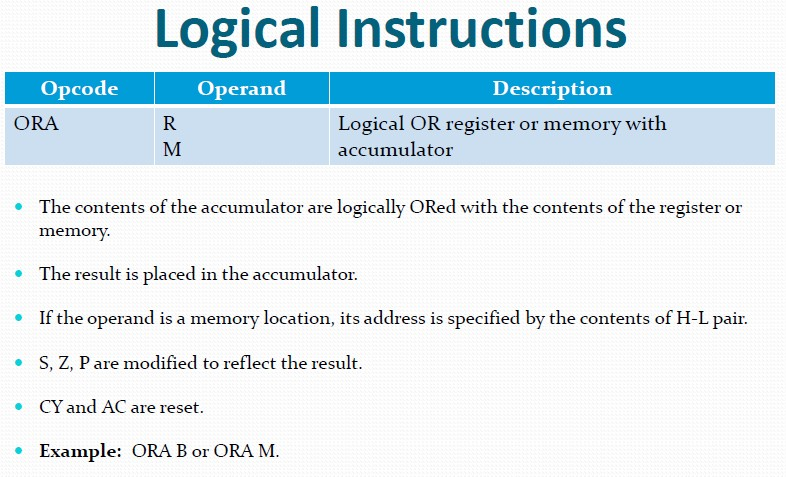 Logical Instructions
Opcode Operand Description
ORA R Logical OR register or memory with
M accumulator
• The contents of the accumulator are logically ORed with the contents of the register or
memory.
• The result is placed in the accumulator.
• If the operand is a memory location, its address is specified by the contents of H-L pair.
• S, Z, P are modified to reflect the result.
• CY and AC are reset.
• Example: ORA B or ORA M.